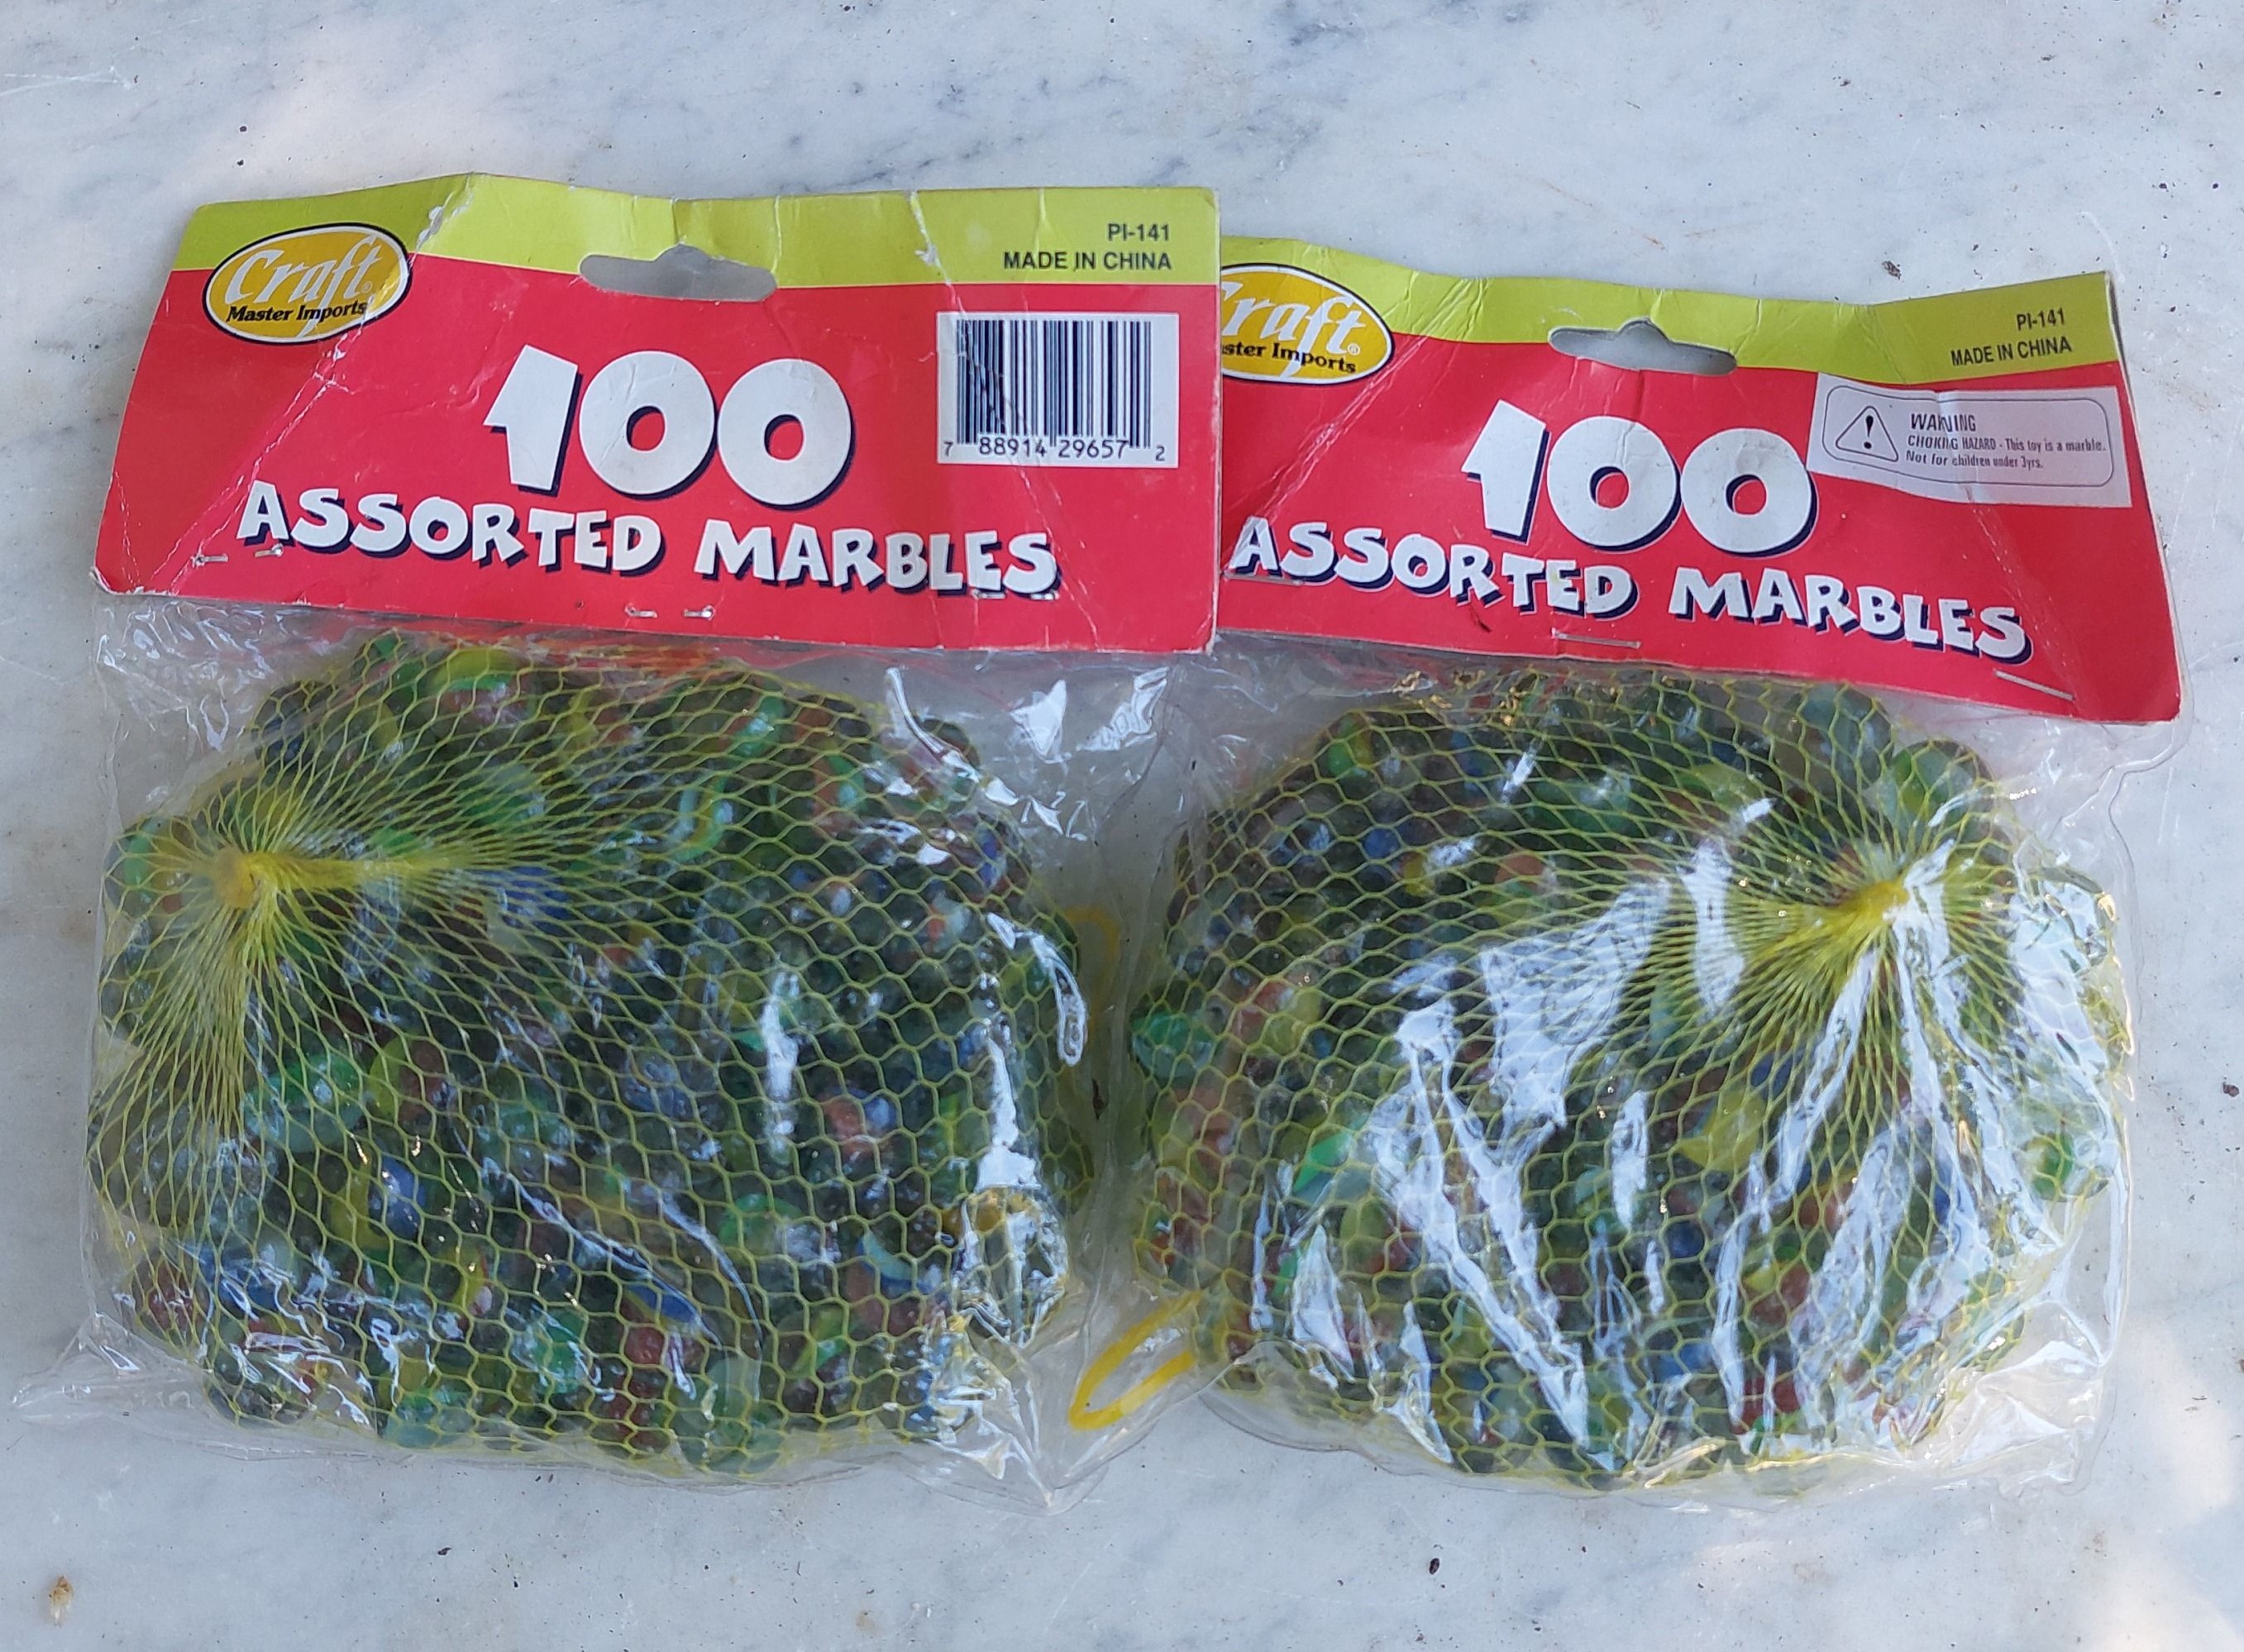 Craft®
Master Imports
PI-141
MADE IN CHINA
100
ASSORTED MARBLES
7 88914 29657 2
Craft®
ster Imports
PI-141
MADE IN CHINA
WARNING
CHOKING HAZARD - This toy is a marble.
Not for children under 3yrs.
100
ASSORTED MARBLES